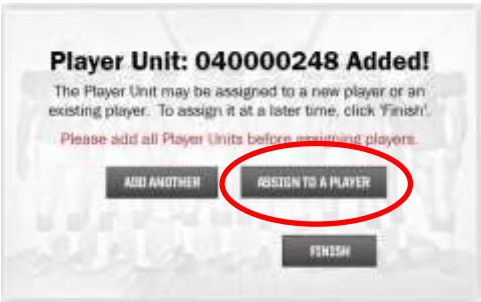 Player Unit: 040000248 Added!
The Player Unit may be assigned to a new player or an
existing player. To assign it at a later time, click 'Finish'.
Please add all Player Units before assigning players.
ADD ANOTHER
ASSIGN TO A PLAYER
FINISH